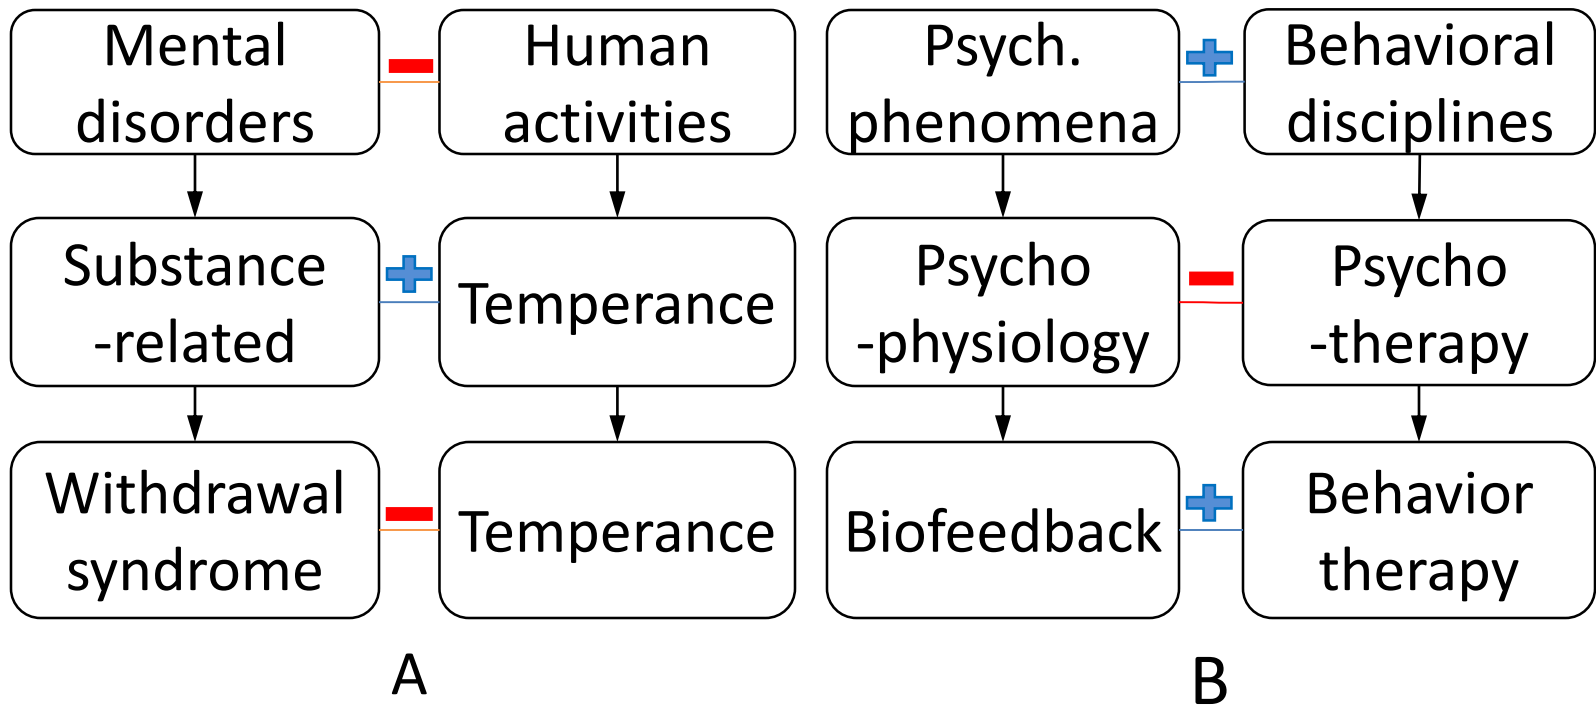 Mental
disorders
Human
activities
Psych.
phenomena
Behavioral
disciplines
Substance
-related
Temperance
Psycho
-physiology
Psycho
-therapy
Withdrawal
syndrome
Temperance
Biofeedback
Behavior
therapy
A
B